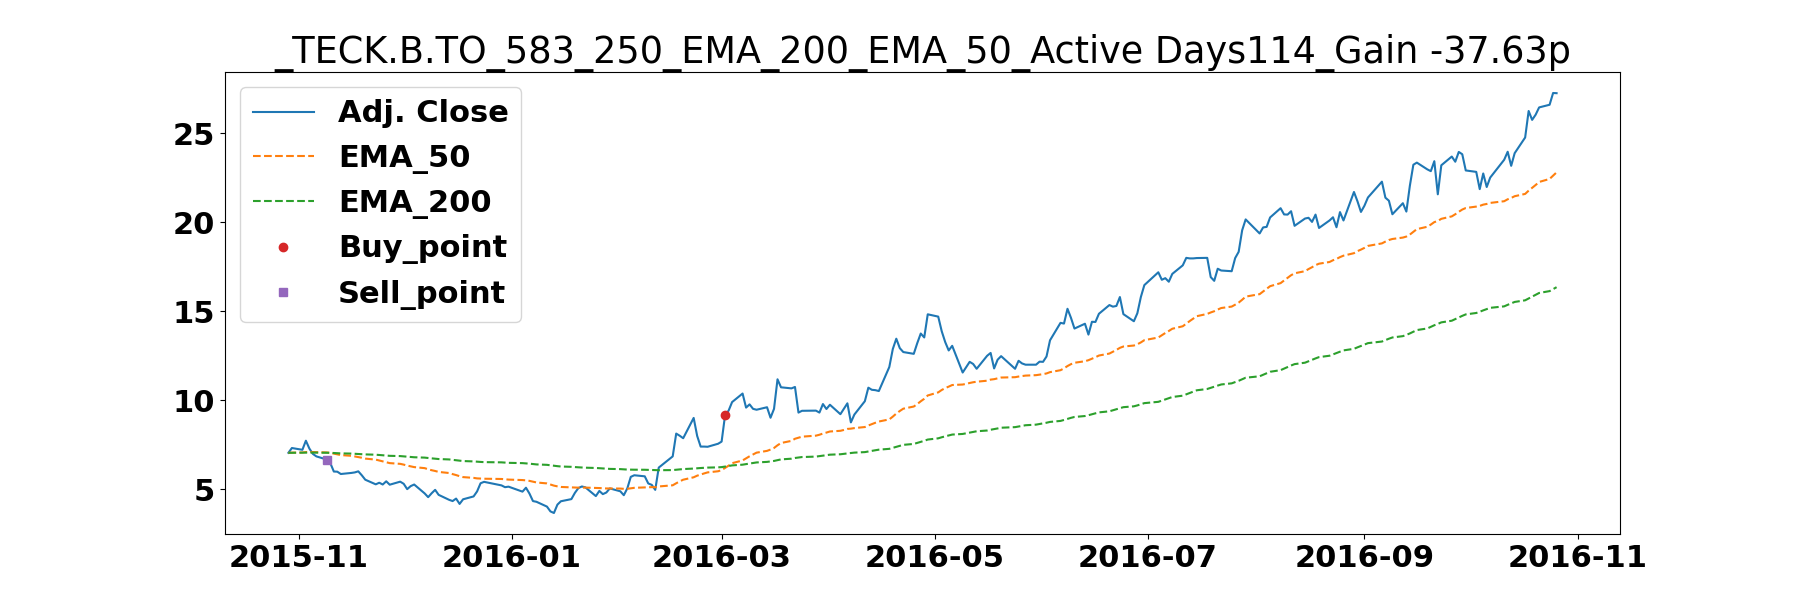 _TECK.B.TO_583_250_EMA_200_EMA_50_Active Days114_Gain -37.63p
Adj. Close
EMA_50
EMA_200
Buy_point
Sell_point
25
20
15
10
5
2015-11 2016-01 2016-03 2016-05 2016-07 2016-09 2016-11